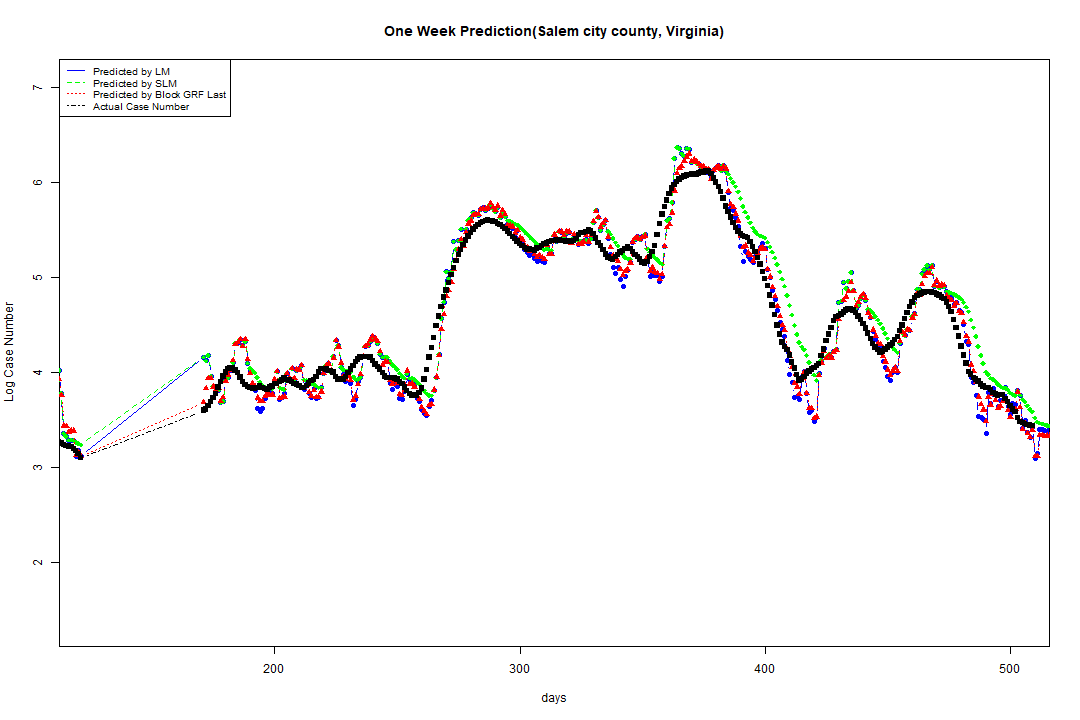 One Week Prediction(Salem city county, Virginia)
Predicted by LM
Predicted by SLM
Predicted by Block GRF Last
Actual Case Number
7
6
5
4
3
2
Log Case Number
200 300 400 500
days